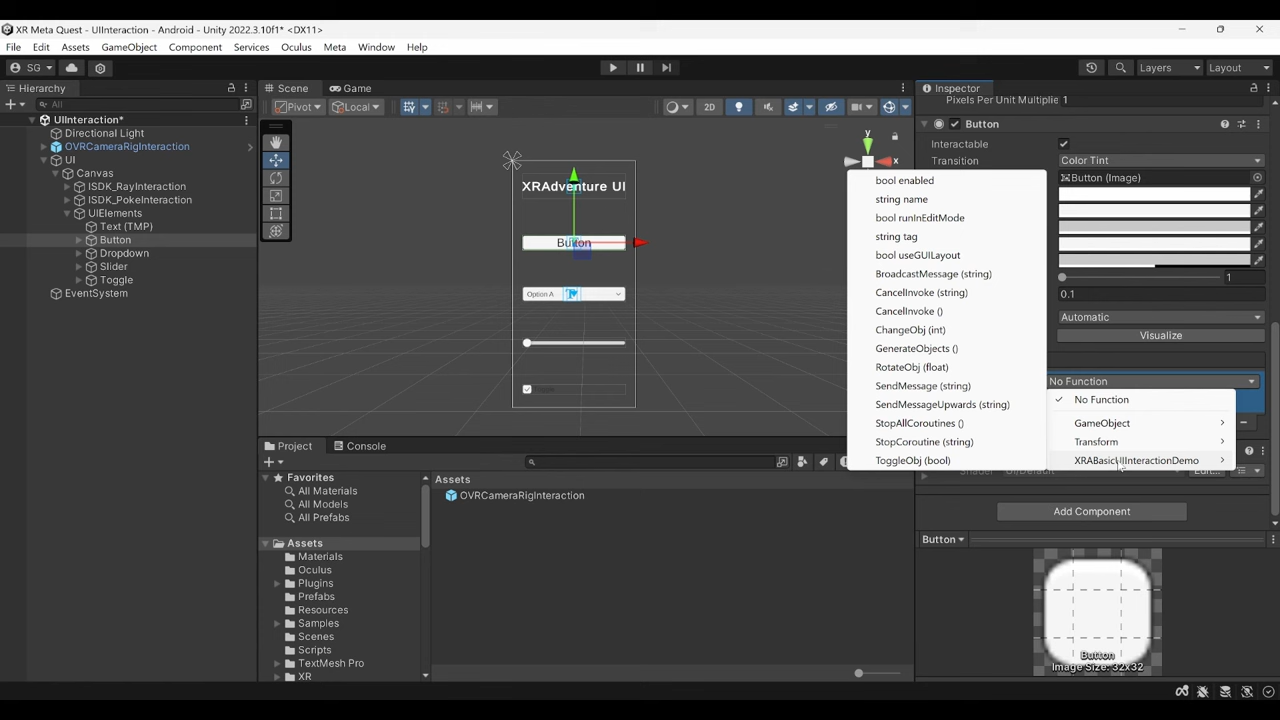 XR Meta Quest - UIInteraction - Android - Unity 2022.3.10f1* <DX11>
File Edit Assets GameObject Component Services Oculus Meta Window Help
SG Layers Layout
Hierarchy
All
UIInteraction*
Directional Light
OVRCameraRigInteraction
UI
Canvas
ISDK_RayInteraction
ISDK_PokeInteraction
UIElements
Text (TMP)
Button
Dropdown
Slider
Toggle
EventSystem
Scene Game
Pivot Local 2D
y
x
XRAdventure UI
Button
Option A
Project Console
Favorites
All Materials
All Models
All Prefabs
Assets
Materials
Oculus
Plugins
Prefabs
Resources
Samples
Scenes
Scripts
TextMesh Pro
XR
Assets
OVRCameraRigInteraction
Inspector
Pixels Per Unit Multiplie 1
Button
Interactable
Transition Color Tint
Button (Image)
1
0.1
Automatic
Visualize
No Function
No Function
GameObject
Transform
XRABasicUIInteractionDemo
bool enabled
string name
bool runInEditMode
string tag
bool useGUILayout
BroadcastMessage (string)
CancelInvoke (string)
CancelInvoke ()
ChangeObj (int)
GenerateObjects ()
RotateObj (float)
SendMessage (string)
SendMessageUpwards (string)
StopAllCoroutines ()
StopCoroutine (string)
ToggleObj (bool)
Shader UI/Default Edit...
Add Component
Button
Button
Image Size: 32x32